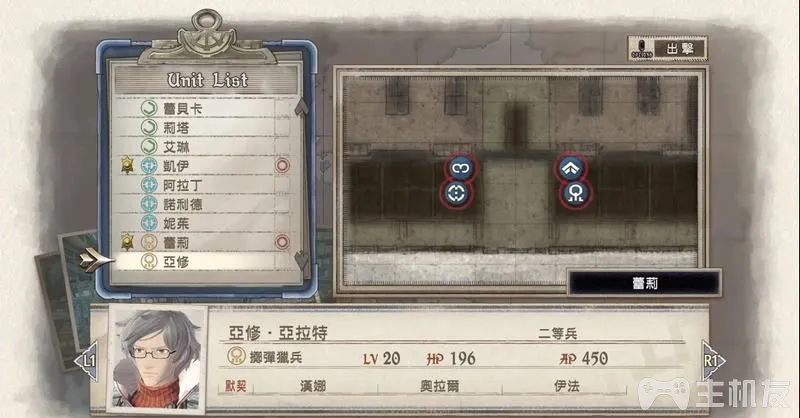 出擊
Unit List
蕾貝卡
莉塔
艾琳
凱伊
阿拉丁
諾利德
妮茱
蕾莉
亞修
蕾莉
亞修·亞拉特
二等兵
擲彈獵兵 LV 20 HP 196 AP 450
L1
R1
默契 漢娜 奧拉爾 伊法
主机友